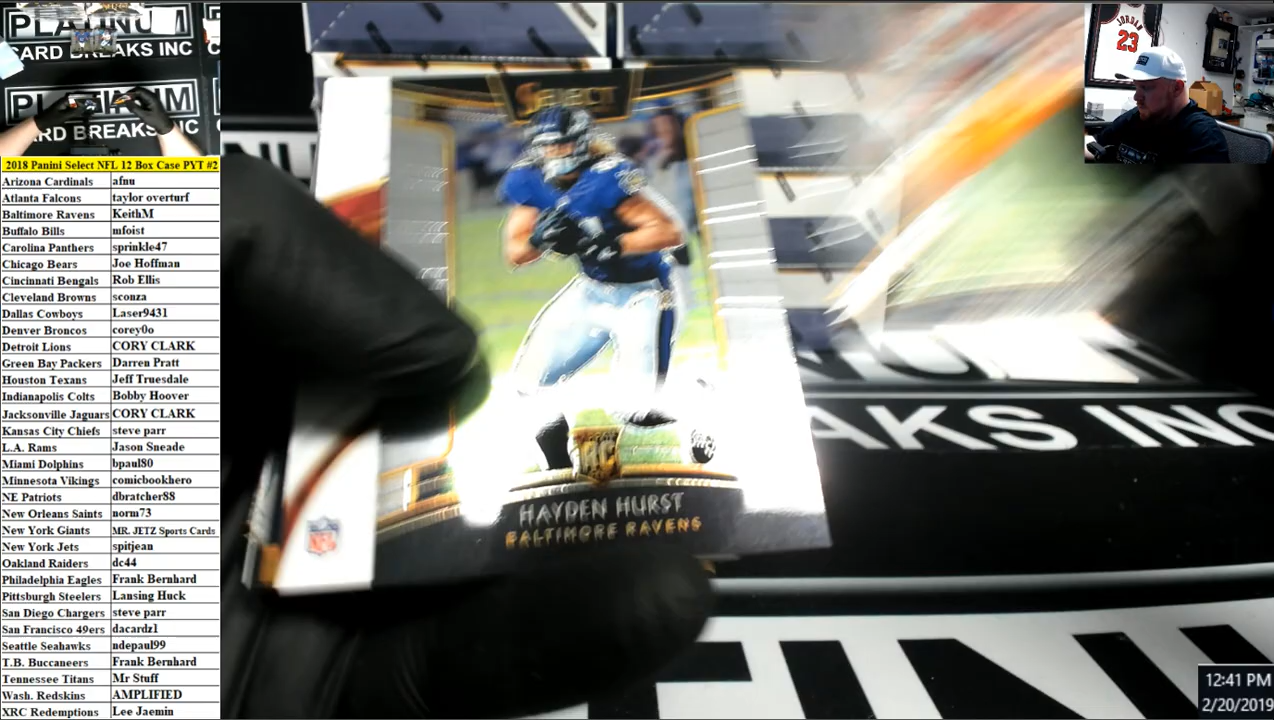 PLATINUM
CARD BREAKS INC
PLATINUM
CARD BREAKS INC
2018 Panini Select NFL 12 Box Case PYT #2
Arizona Cardinals afnu
Atlanta Falcons taylor overturf
Baltimore Ravens KeithM
Buffalo Bills mfoist
Carolina Panthers sprinkle47
Chicago Bears Joe Hoffman
Cincinnati Bengals Rob Ellis
Cleveland Browns sconza
Dallas Cowboys Laser9431
Denver Broncos corey0o
Detroit Lions CORY CLARK
Green Bay Packers Darren Pratt
Houston Texans Jeff Truesdale
Indianapolis Colts Bobby Hoover
Jacksonville Jaguars CORY CLARK
Kansas City Chiefs steve parr
L.A. Rams Jason Sneade
Miami Dolphins bpaul80
Minnesota Vikings comicbookhero
NE Patriots dbratcher88
New Orleans Saints norm73
New York Giants MR. JETZ Sports Cards
New York Jets spitjean
Oakland Raiders dc44
Philadelphia Eagles Frank Bernhard
Pittsburgh Steelers Lansing Huck
San Diego Chargers steve parr
San Francisco 49ers dacardz1
Seattle Seahawks ndepaul99
T.B. Buccaneers Frank Bernhard
Tennessee Titans Mr Stuff
Wash. Redskins AMPLIFIED
XRC Redemptions Lee Jaemin
SELECT
HAYDEN HURST
BALTIMORE RAVENS
NFL
AKS INC
JORDAN
23
12:41 PM
2/20/2019